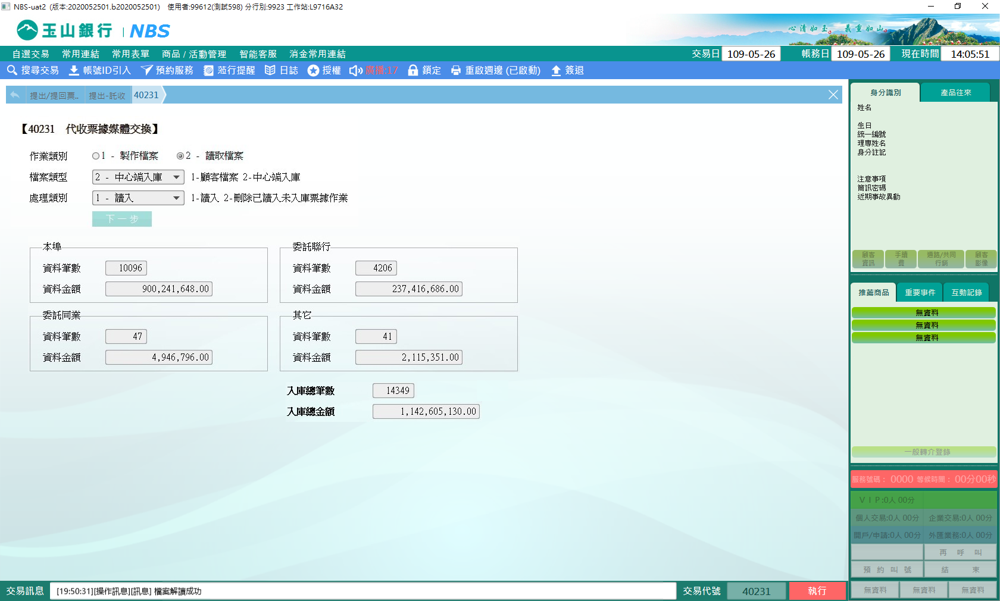 NBS-uat2 (版本:2020052501.b2020052501) 使用者:99612(測試598) 分行別:9923 工作站:L9716A32
玉山銀行 | NBS
心清如玉。 義重如山。
自選交易 常用連結 常用表單 商品 / 活動管理 智能客服 消金常用連結 交易日 109-05-26 帳務日 109-05-26 現在時間 14:05:51
搜尋交易 帳號ID引入 預約服務 蒞行提醒 日誌 授權 廣播:17 鎖定 重啟週邊 (已啟動) 簽退
提出/提回票.. 提出-託收 40231
【40231 代收票據媒體交換】
作業類別 1 - 製作檔案 2 - 讀取檔案
檔案類型 2 - 中心端入庫 1-顧客檔案 2-中心端入庫
處理類別 1 - 讀入 1-讀入 2-刪除已讀入未入庫票據作業
下一步
本埠
資料筆數 10096
資料金額 900,241,648.00
委託聯行
資料筆數 4206
資料金額 237,416,686.00
委託同業
資料筆數 47
資料金額 4,946,796.00
其它
資料筆數 41
資料金額 2,115,351.00
入庫總筆數 14349
入庫總金額 1,142,605,130.00
身分識別 產品往來
姓名
生日
統一編號
理專姓名
身分註記
注意事項
簡訊密碼
近期事故異動
顧客資訊 手續費 通路/共同行銷 顧客影像
推薦商品 重要事件 互動記錄
無資料
無資料
無資料
一般轉介登錄
服務號碼: 0000 等候時間: 00分00秒
VIP:0人 00分
個人交易:0人 00分 企業交易:0人 00分
開戶/申請:0人 00分 外匯業務:0人 00分
再呼叫
預約叫號 結束
無資料 無資料 無資料
交易訊息 [19:50:31][操作訊息][訊息] 檔案解讀成功 交易代號 40231 執行